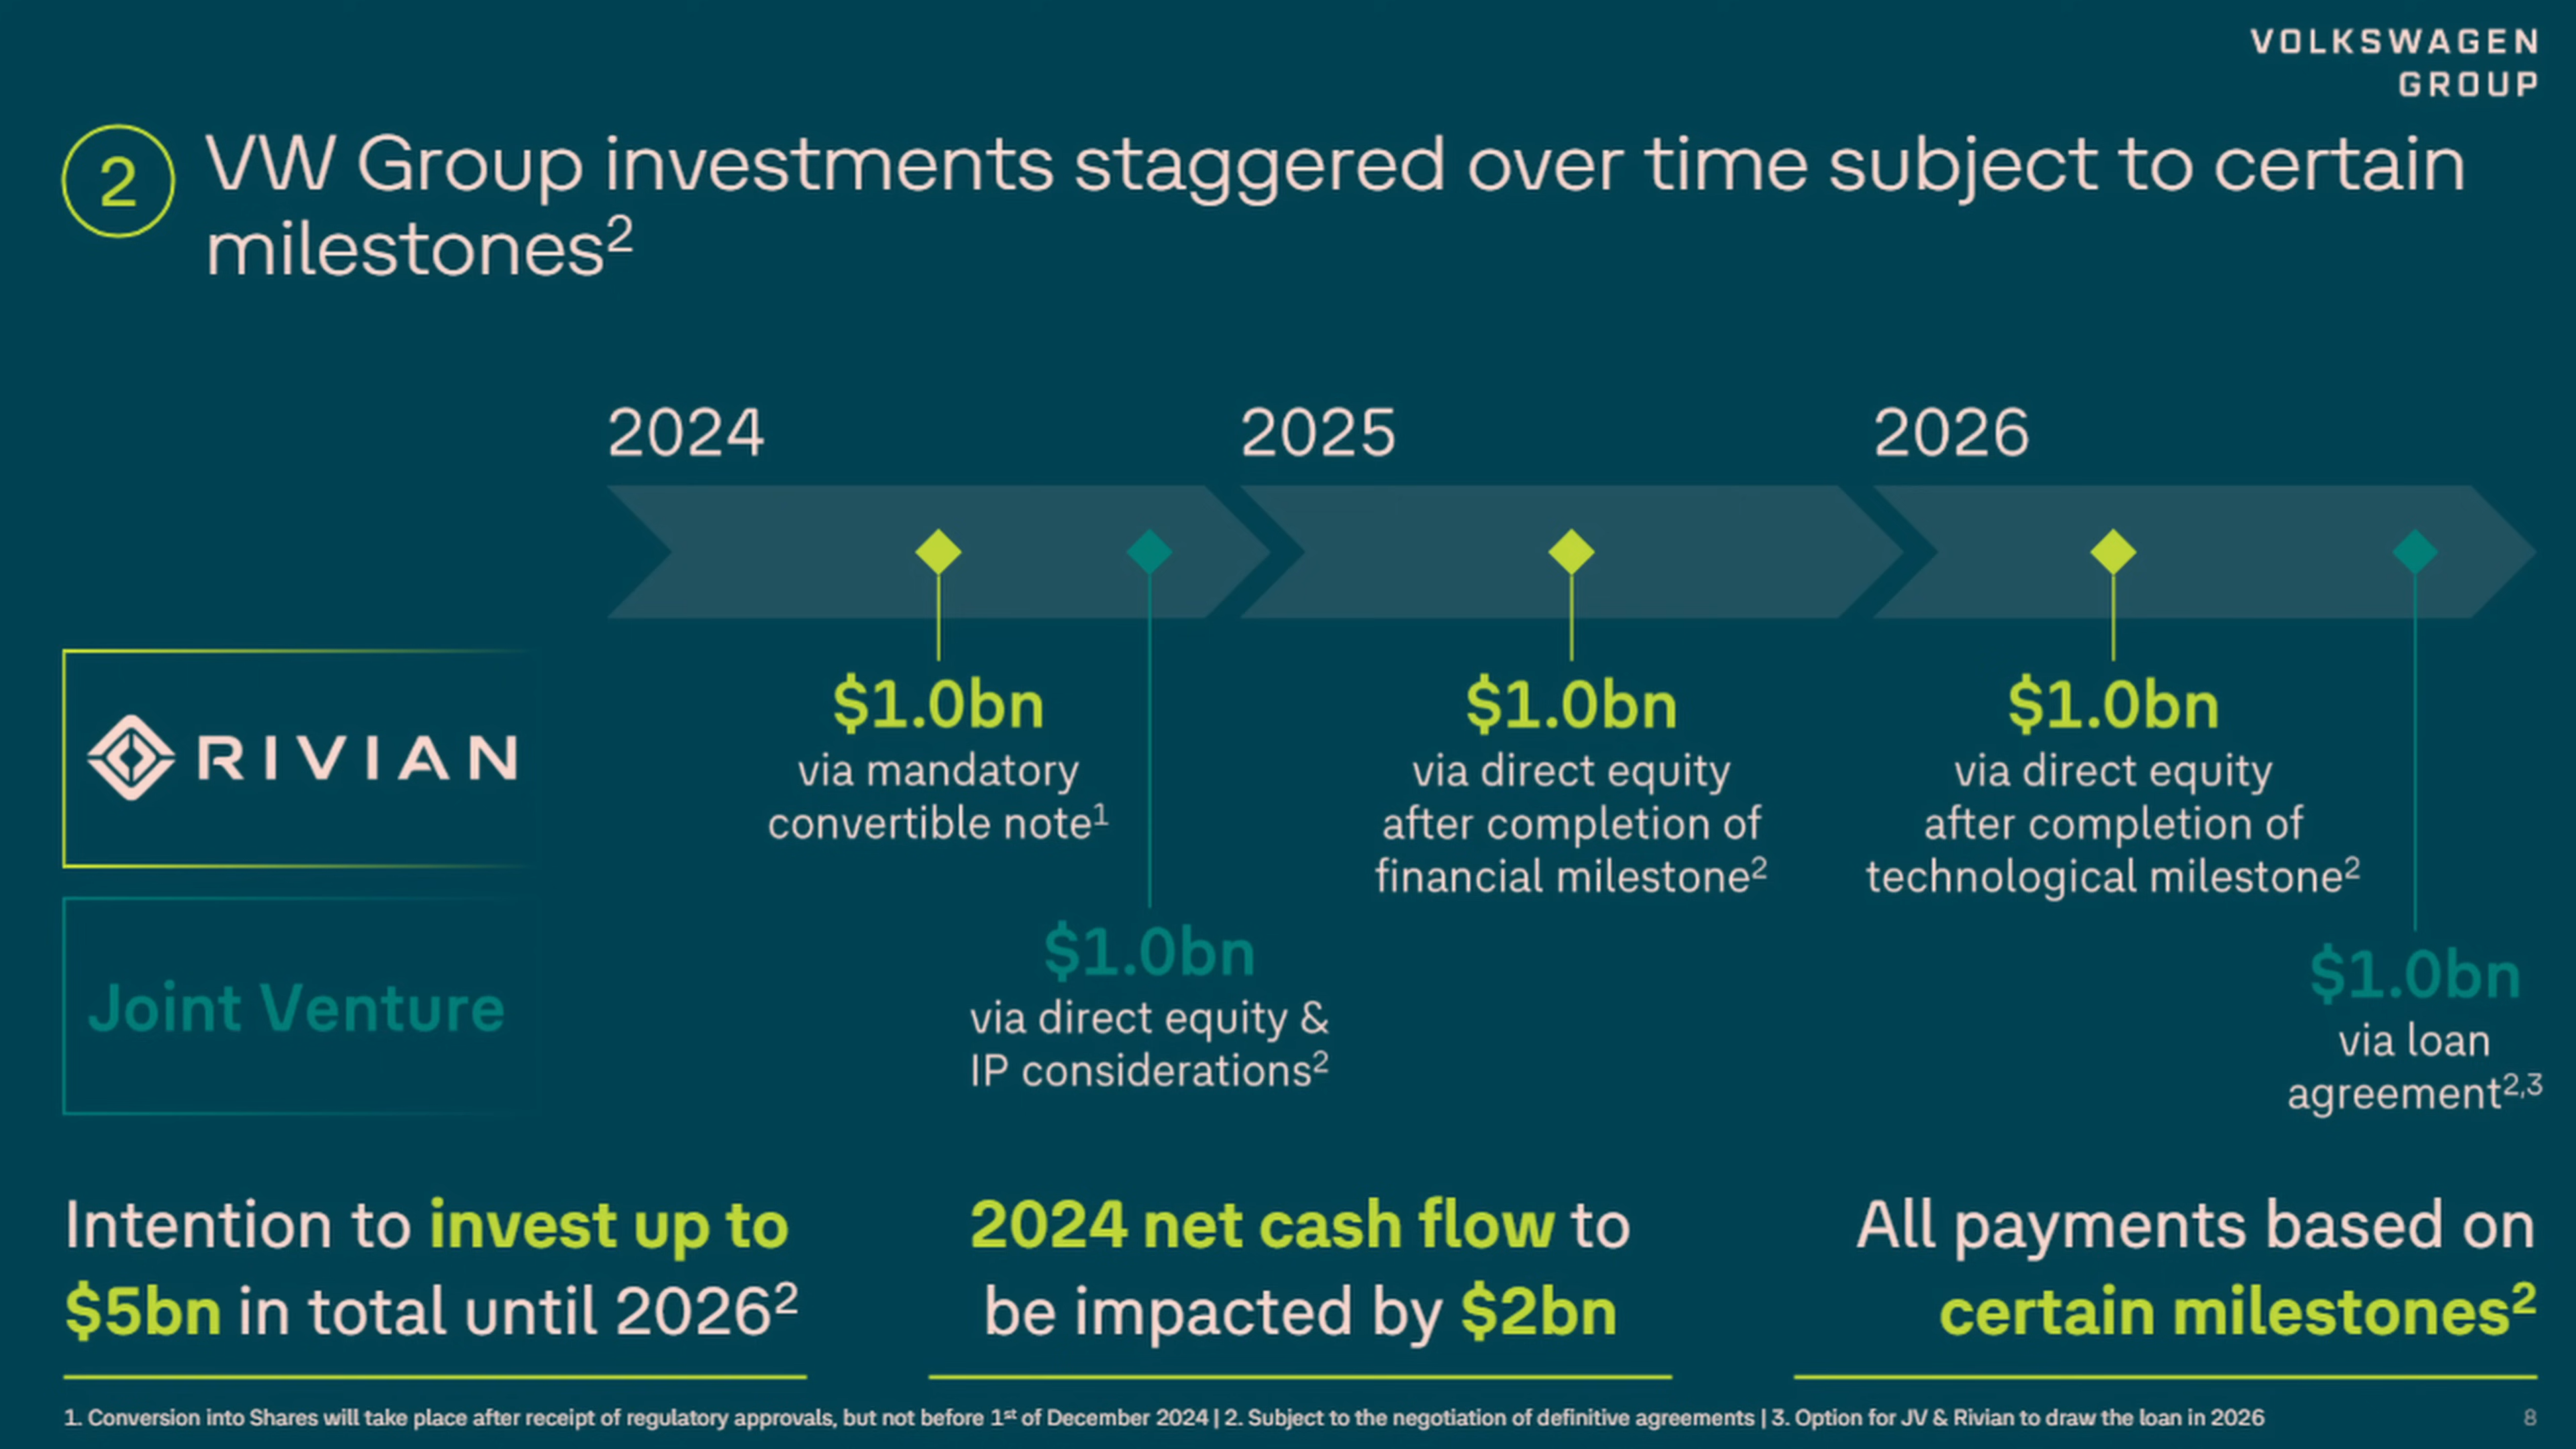 VOLKSWAGEN
GROUP
2
VW Group investments staggered over time subject to certain
milestones²
2024
2025
2026
RIVIAN
$1.0bn
via mandatory
convertible note¹
$1.0bn
via direct equity
after completion of
financial milestone²
$1.0bn
via direct equity
after completion of
technological milestone²
Joint Venture
$1.0bn
via direct equity &
IP considerations²
$1.0bn
via loan
agreement²,³
Intention to invest up to
$5bn in total until 2026²
2024 net cash flow to
be impacted by $2bn
All payments based on
certain milestones²
1. Conversion into Shares will take place after receipt of regulatory approvals, but not before 1st of December 2024 | 2. Subject to the negotiation of definitive agreements | 3. Option for JV & Rivian to draw the loan in 2026
8